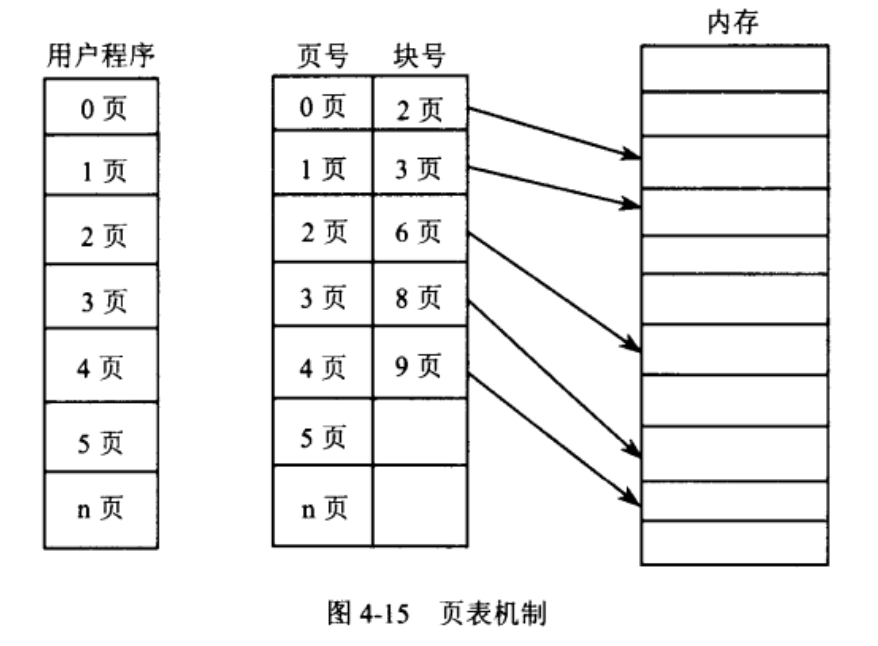 内存
用户程序 页号 块号
0 页 0 页 2 页
1 页 1 页 3 页
2 页 2 页 6 页
3 页 3 页 8 页
4 页 4 页 9 页
5 页 5 页
n 页 n 页
图 4-15 页表机制